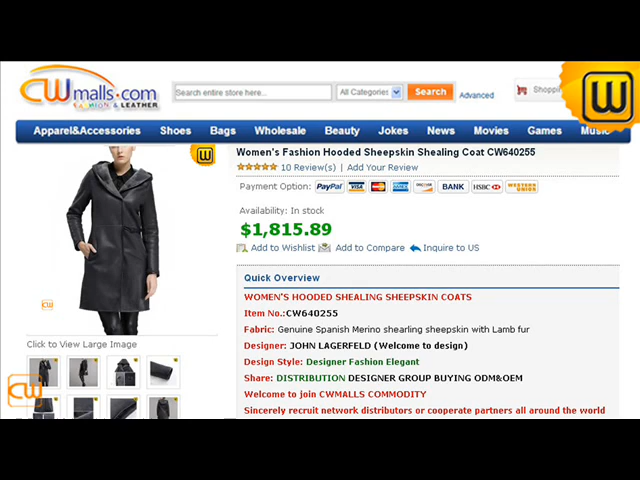 CWmalls.com
FASHION & LEATHER
Search entire store here...
All Categories
Search
Advanced
Shoppi
W
Apparel&Accessories Shoes Bags Wholesale Beauty Jokes News Movies Games Music
W
Women's Fashion Hooded Sheepskin Shealing Coat CW640255
10 Review(s) | Add Your Review
Payment Option: PayPal VISA MasterCard DISCOVER BANK HSBC WESTERN UNION
Availability: In stock
$1,815.89
Add to Wishlist Add to Compare Inquire to US
Quick Overview
WOMEN'S HOODED SHEALING SHEEPSKIN COATS
CW
Item No.:CW640255
Fabric: Genuine Spanish Merino shearling sheepskin with Lamb fur
Click to View Large Image
Designer: JOHN LAGERFELD (Welcome to design)
Design Style: Designer Fashion Elegant
Share: DISTRIBUTION DESIGNER GROUP BUYING ODM&OEM
CW
Welcome to join CWMALLS COMMODITY
Sincerely recruit network distributors or cooperate partners all around the world